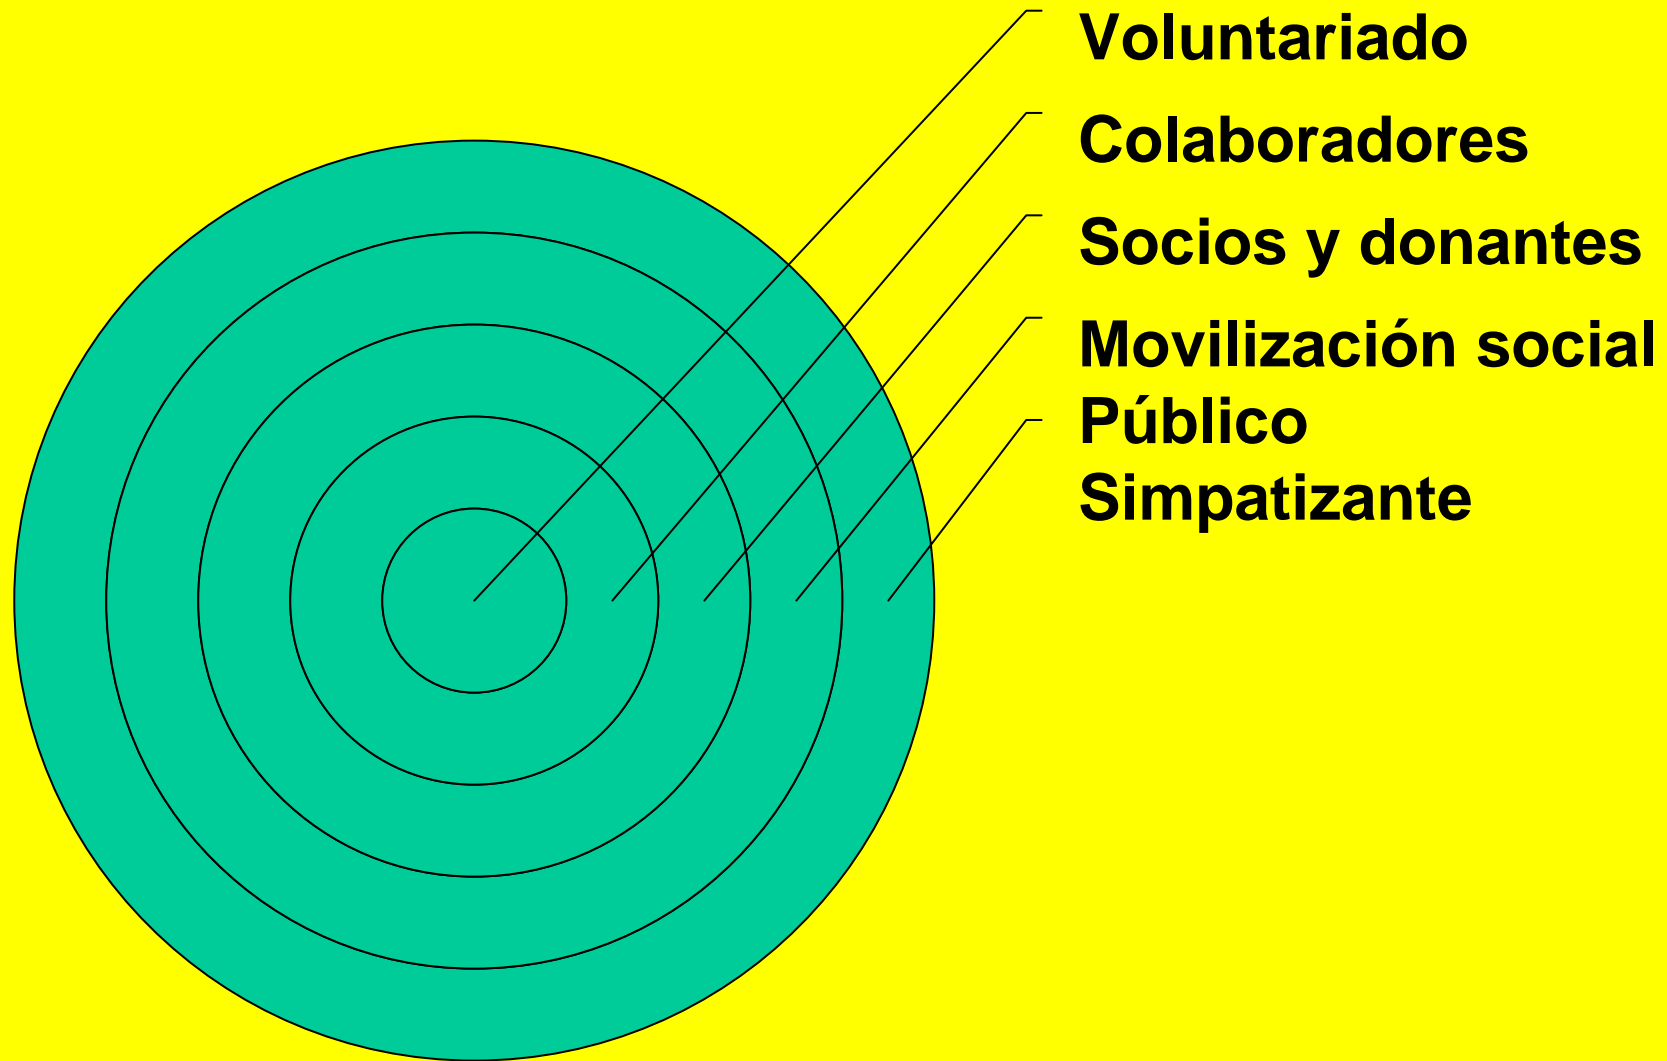 Voluntariado
Colaboradores
Socios y donantes
Movilización social
Público
Simpatizante